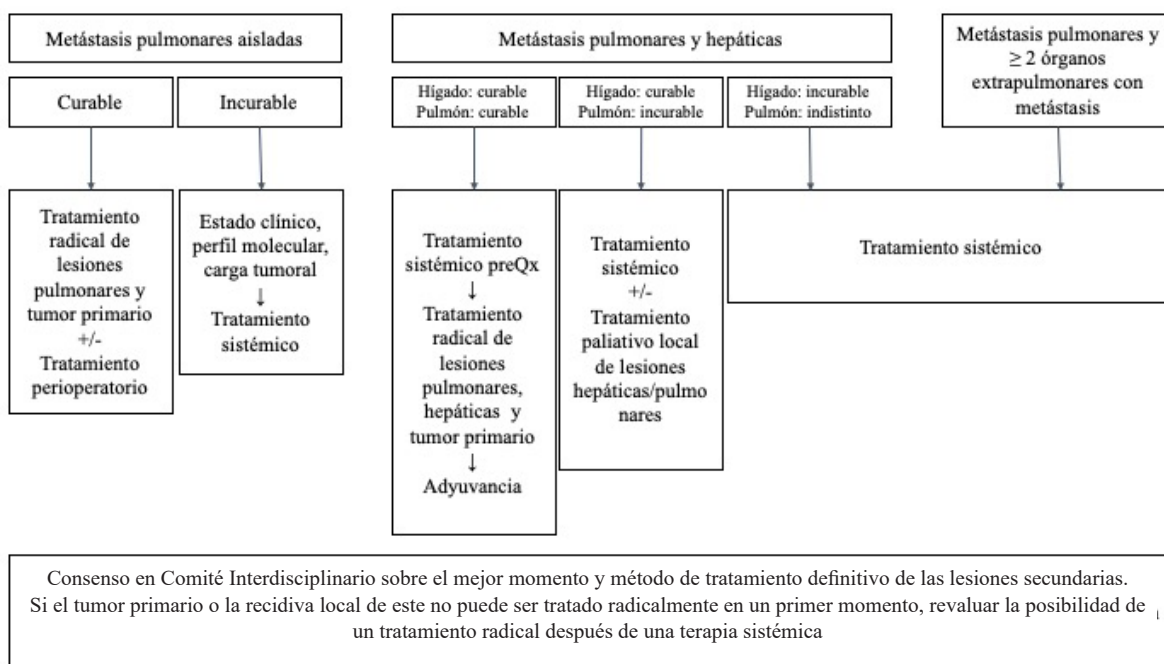 Metástasis pulmonares aisladas
Curable
Incurable
Tratamiento
radical de
lesiones
pulmonares y
tumor primario
+/-
Tratamiento
perioperatorio
Estado clínico,
perfil molecular,
carga tumoral
↓
Tratamiento
sistémico
Metástasis pulmonares y hepáticas
Hígado: curable
Pulmón: curable
Hígado: curable
Pulmón: incurable
Hígado: incurable
Pulmón: indistinto
Tratamiento
sistémico preQx
↓
Tratamiento
radical de
lesiones
pulmonares,
hepáticas y
tumor primario
↓
Adyuvancia
Tratamiento
sistémico
+/-
Tratamiento
paliativo local
de lesiones
hepáticas/pulmo
nares
Metástasis pulmonares y
≥ 2 órganos
extrapulmonares con
metástasis
Tratamiento sistémico
Consenso en Comité Interdisciplinario sobre el mejor momento y método de tratamiento definitivo de las lesiones secundarias.
Si el tumor primario o la recidiva local de este no puede ser tratado radicalmente en un primer momento, revaluar la posibilidad de
un tratamiento radical después de una terapia sistémica